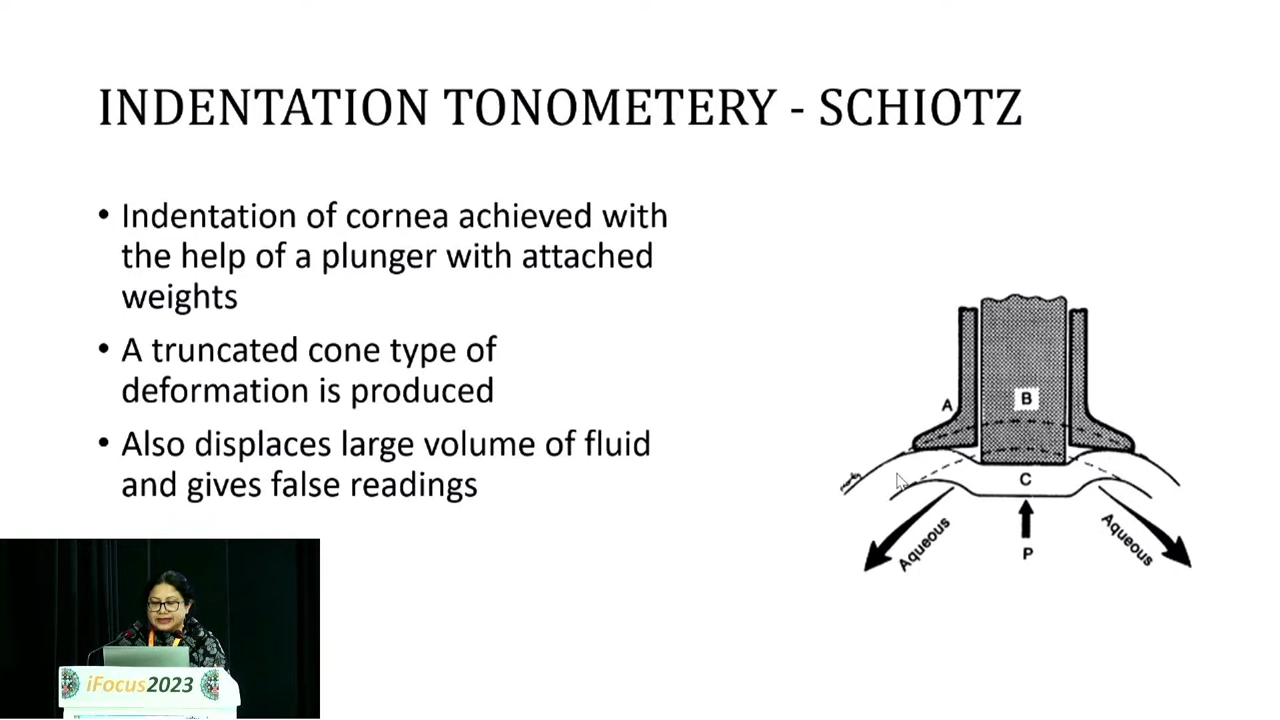 INDENTATION TONOMETERY - SCHIOTZ
• Indentation of cornea achieved with
the help of a plunger with attached
weights
• A truncated cone type of
deformation is produced
• Also displaces large volume of fluid
and gives false readings
A
B
C
P
Aqueous
Aqueous
iFocus2023